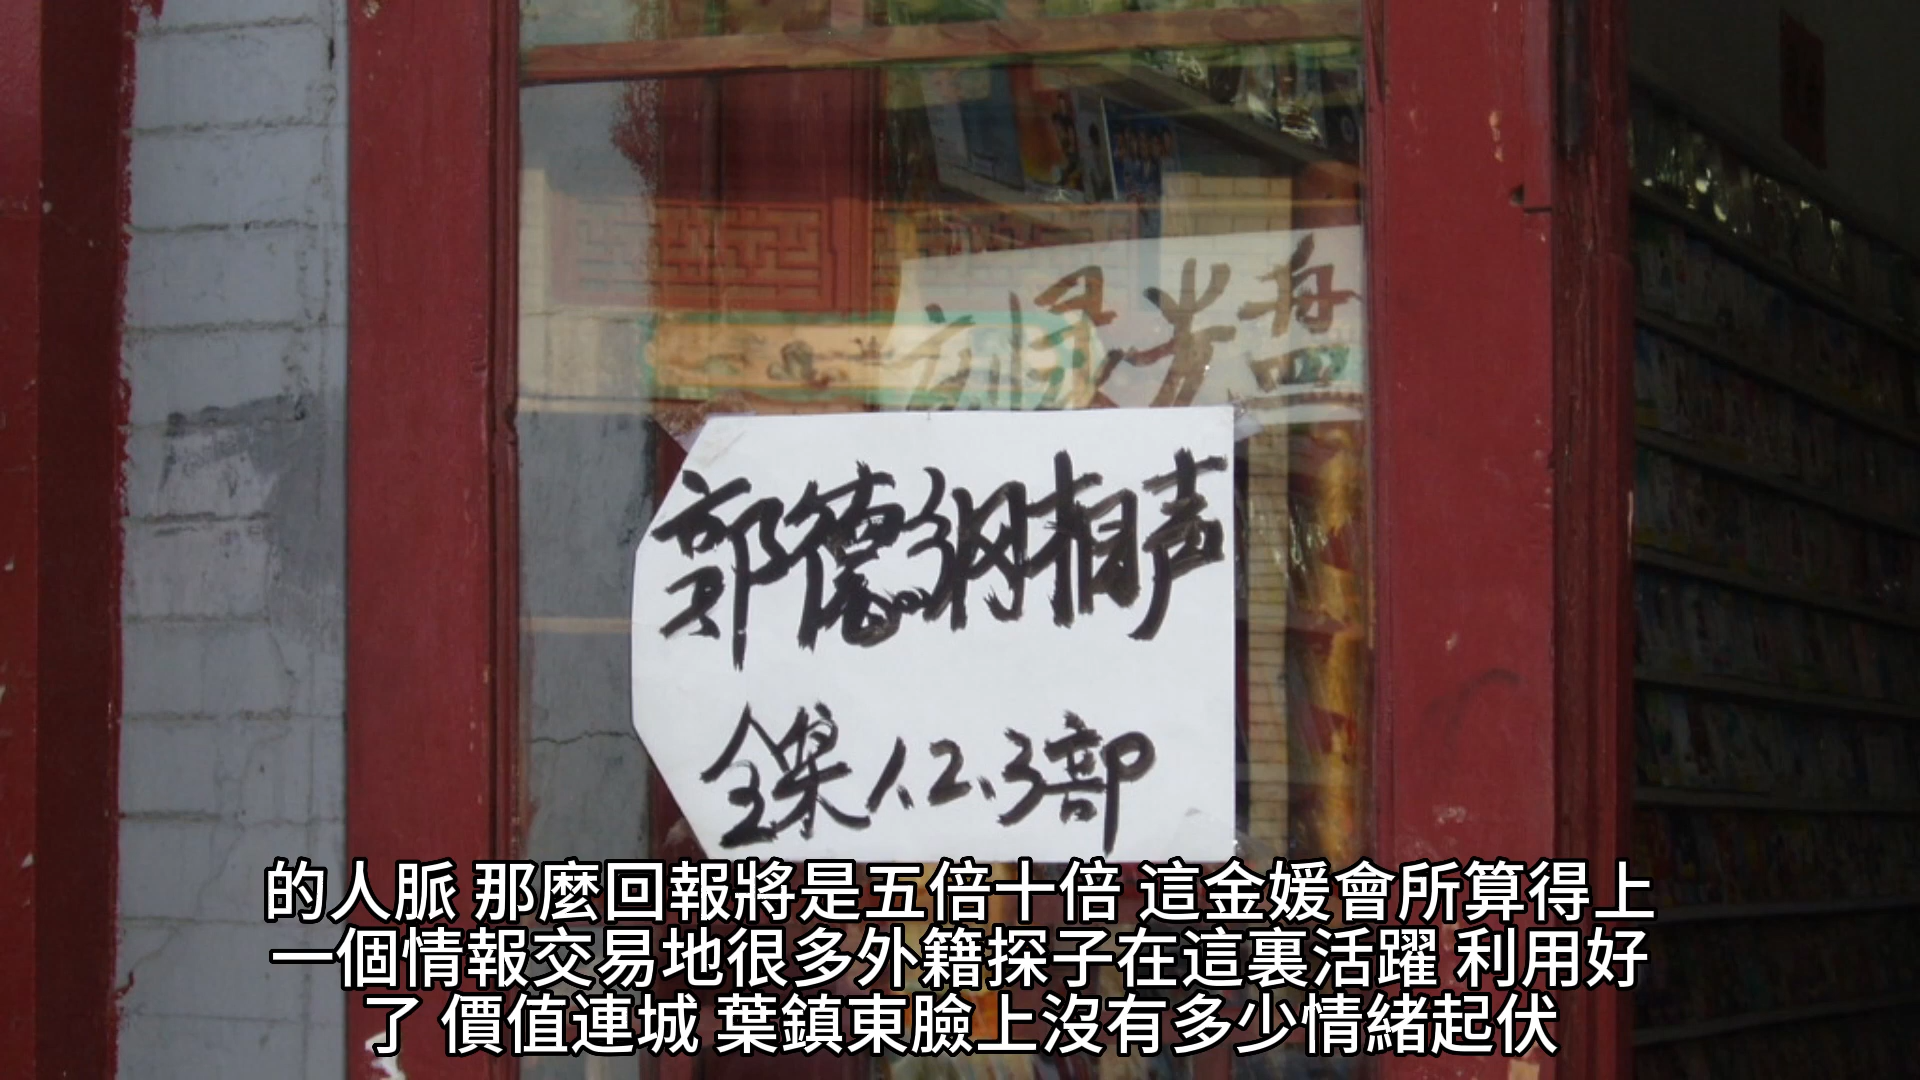 郭德纲相声
全集1.2.3部
的人脈 那麼回報將是五倍十倍 這金媛會所算得上
一個情報交易地很多外籍探子在這裏活躍 利用好
了 價值連城 葉鎮東臉上沒有多少情緒起伏